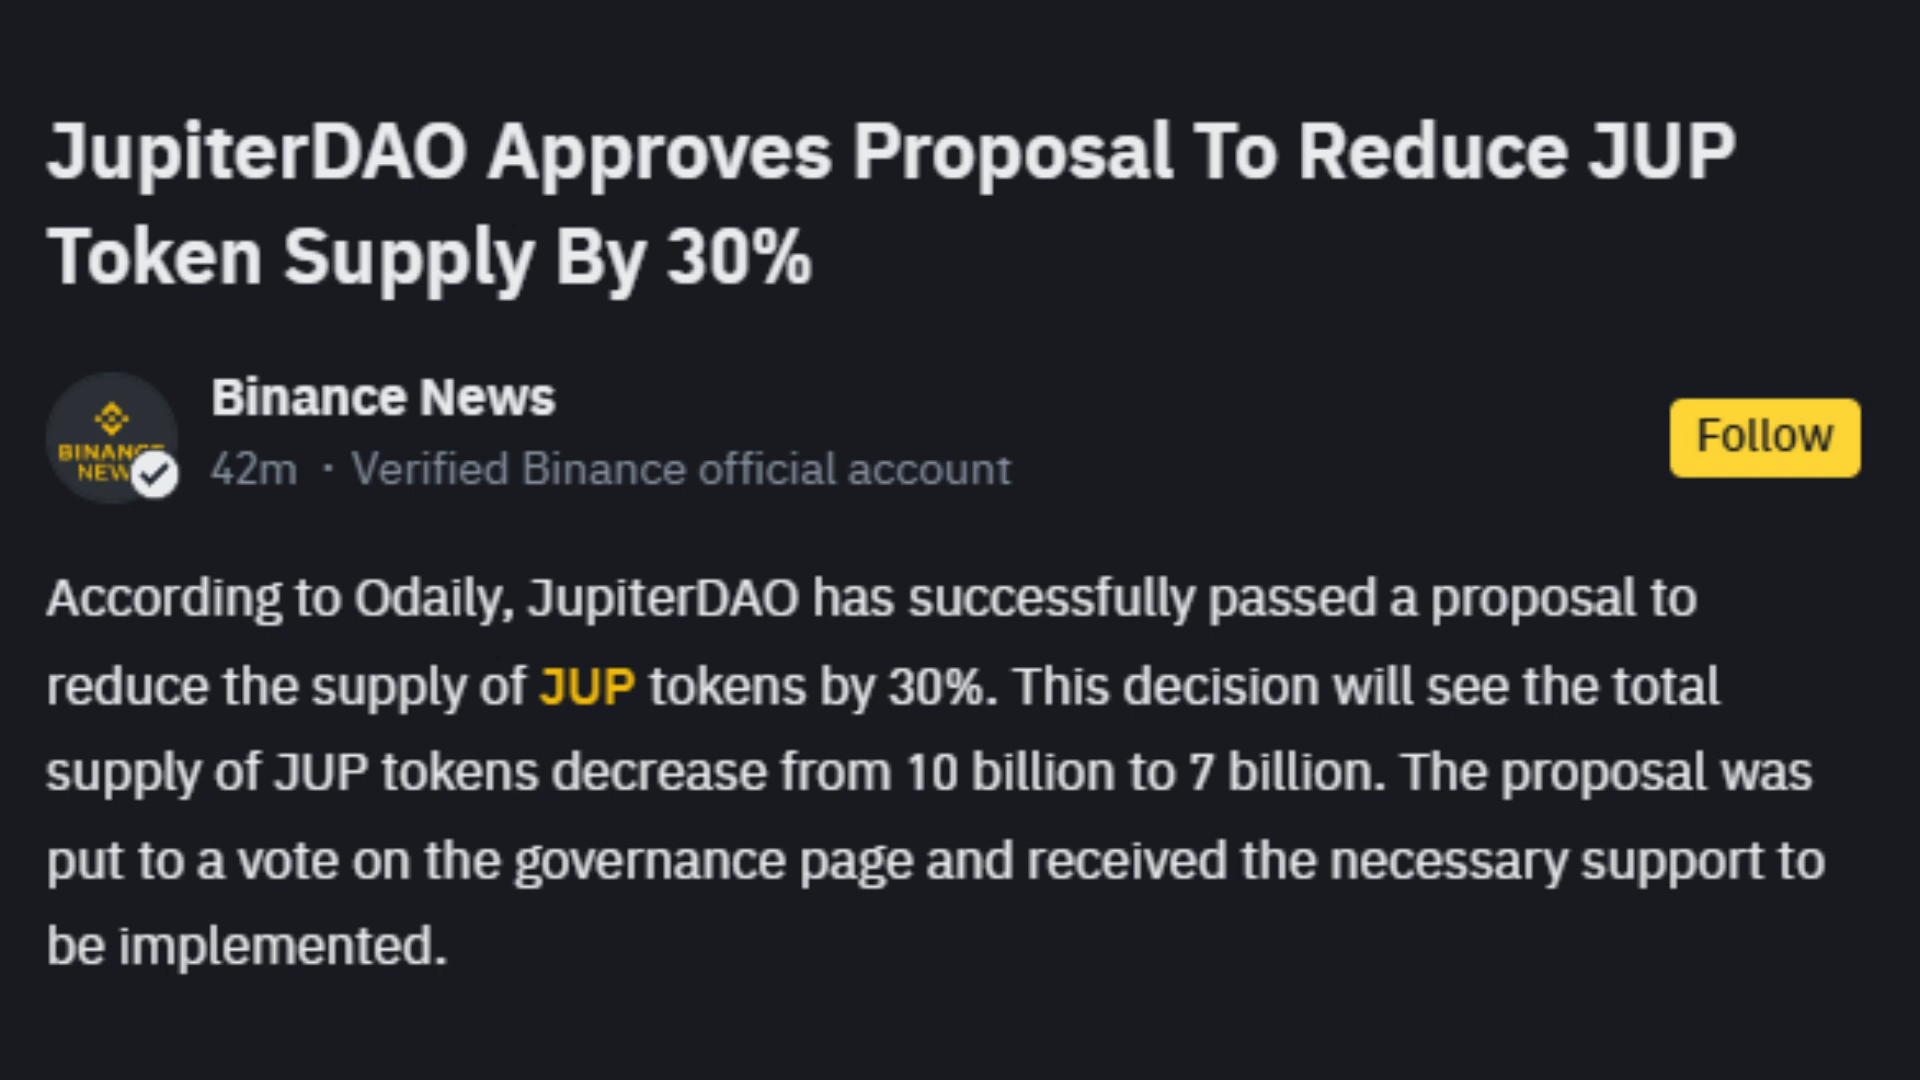 JupiterDAO Approves Proposal To Reduce JUP
Token Supply By 30%
Binance News
42m · Verified Binance official account
Follow
According to Odaily, JupiterDAO has successfully passed a proposal to
reduce the supply of JUP tokens by 30%. This decision will see the total
supply of JUP tokens decrease from 10 billion to 7 billion. The proposal was
put to a vote on the governance page and received the necessary support to
be implemented.